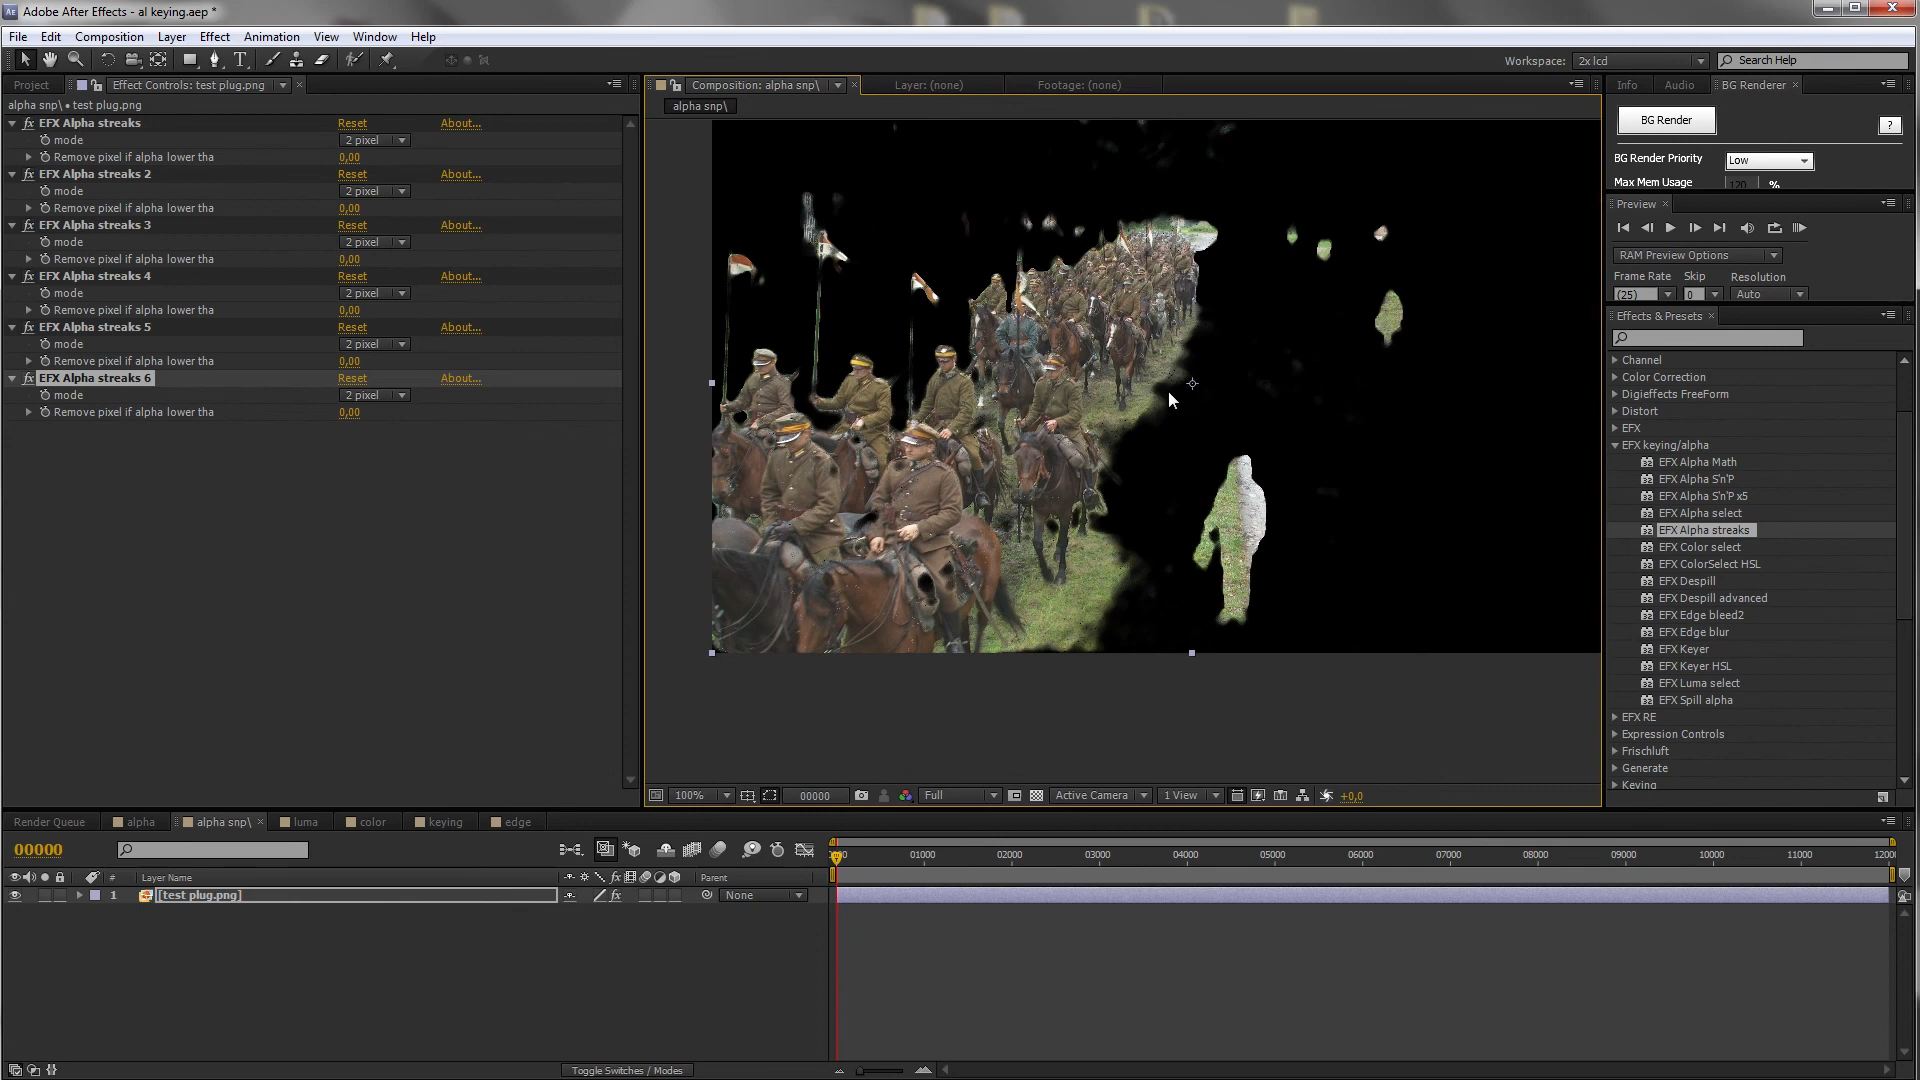 Adobe After Effects - al keying.aep *
File Edit Composition Layer Effect Animation View Window Help
Workspace: 2x lcd Search Help
Project Effect Controls: test plug.png Composition: alpha snp\ Layer: (none) Footage: (none) Info Audio BG Renderer
alpha snp\ • test plug.png
alpha snp\
fx EFX Alpha streaks Reset About...
mode 2 pixel
Remove pixel if alpha lower tha 0,00
fx EFX Alpha streaks 2 Reset About...
mode 2 pixel
Remove pixel if alpha lower tha 0,00
fx EFX Alpha streaks 3 Reset About...
mode 2 pixel
Remove pixel if alpha lower tha 0,00
fx EFX Alpha streaks 4 Reset About...
mode 2 pixel
Remove pixel if alpha lower tha 0,00
fx EFX Alpha streaks 5 Reset About...
mode 2 pixel
Remove pixel if alpha lower tha 0,00
fx EFX Alpha streaks 6 Reset About...
mode 2 pixel
Remove pixel if alpha lower tha 0,00
BG Render ?
BG Render Priority Low
Max Mem Usage 120 %
Preview
RAM Preview Options
Frame Rate Skip Resolution
(25) 0 Auto
Effects & Presets
Channel
Color Correction
Digieffects FreeForm
Distort
EFX
EFX keying/alpha
EFX Alpha Math
EFX Alpha S'n'P
EFX Alpha S'n'P x5
EFX Alpha select
EFX Alpha streaks
EFX Color select
EFX ColorSelect HSL
EFX Despill
EFX Despill advanced
EFX Edge bleed2
EFX Edge blur
EFX Keyer
EFX Keyer HSL
EFX Luma select
EFX Spill alpha
EFX RE
Expression Controls
Frischluft
Generate
Keying
100% 00000 Full Active Camera 1 View +0,0
Render Queue alpha alpha snp\ luma color keying edge
00000
01000 02000 03000 04000 05000 06000 07000 08000 09000 10000 11000 1200
# Layer Name fx Parent
1 [test plug.png] fx None
Toggle Switches / Modes